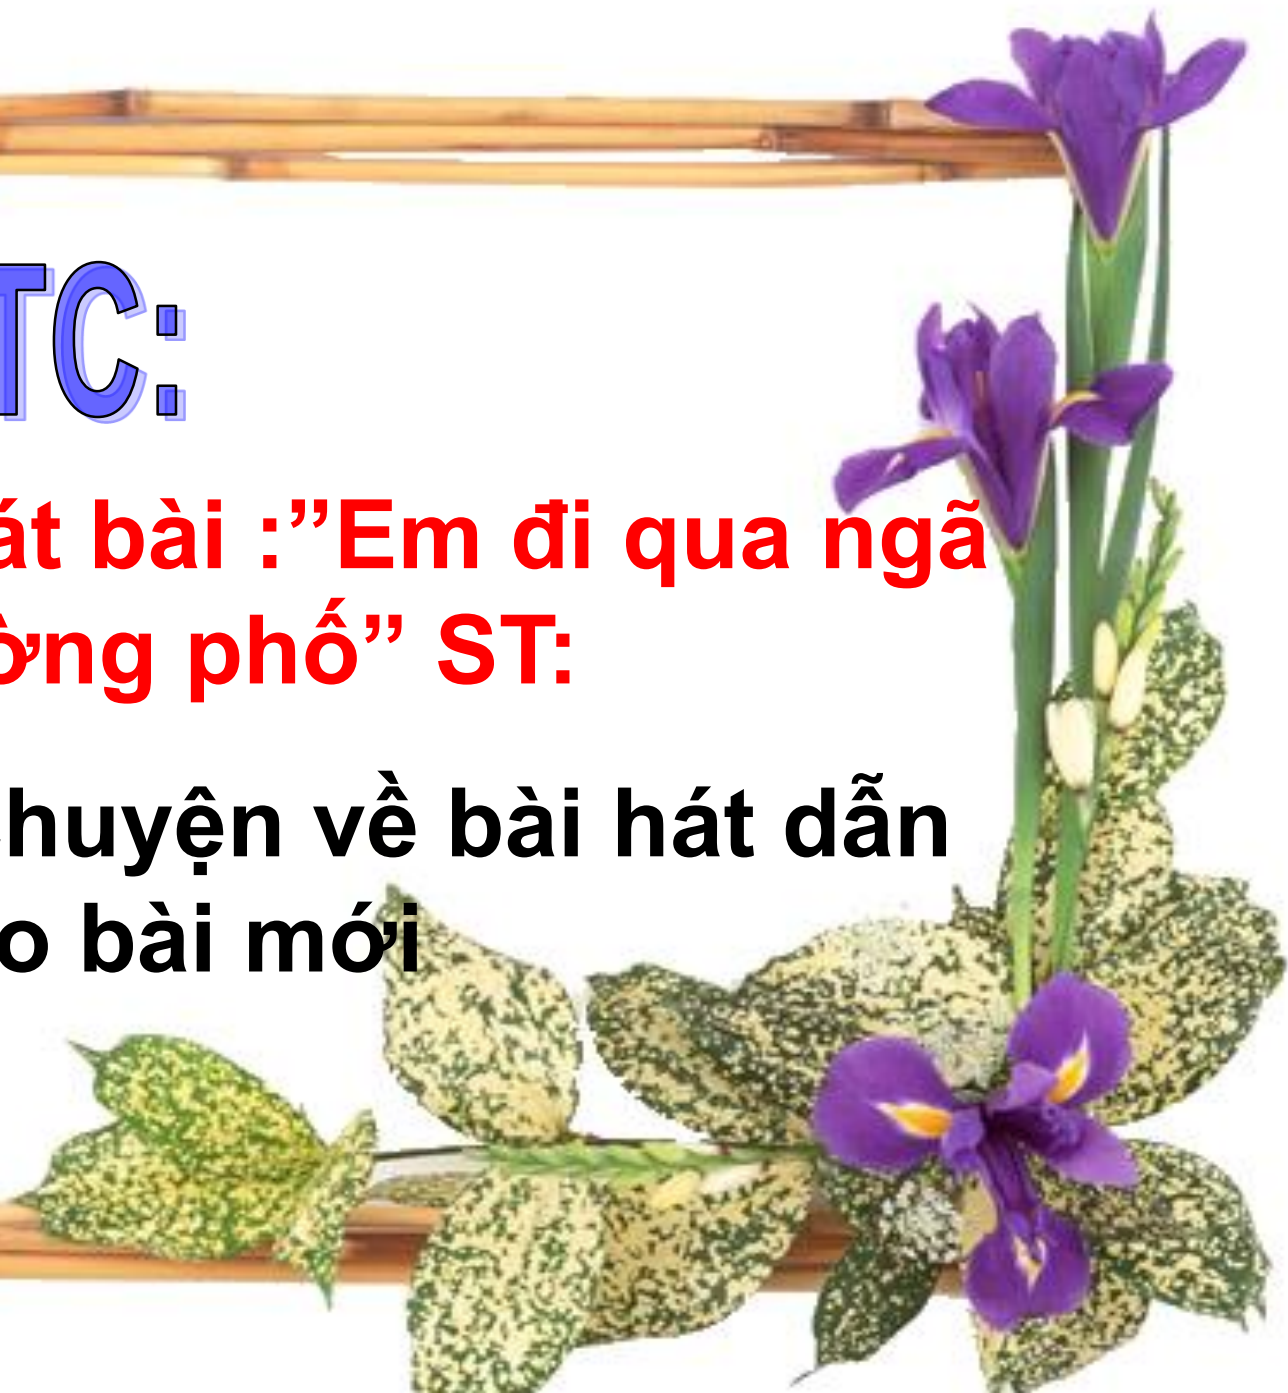 TC:
át bài :”Em đi qua ngã
ờng phố” ST:
huyện về bài hát dẫn
o bài mới